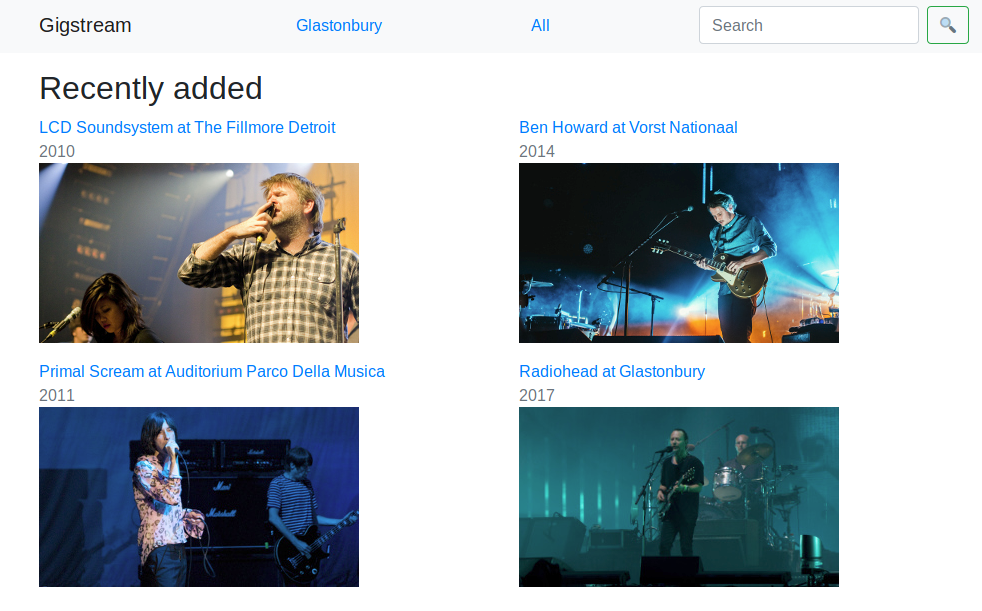 Gigstream
Glastonbury
All
Search
Recently added
LCD Soundsystem at The Fillmore Detroit
2010
Ben Howard at Vorst Nationaal
2014
Primal Scream at Auditorium Parco Della Musica
2011
Radiohead at Glastonbury
2017
Marshall